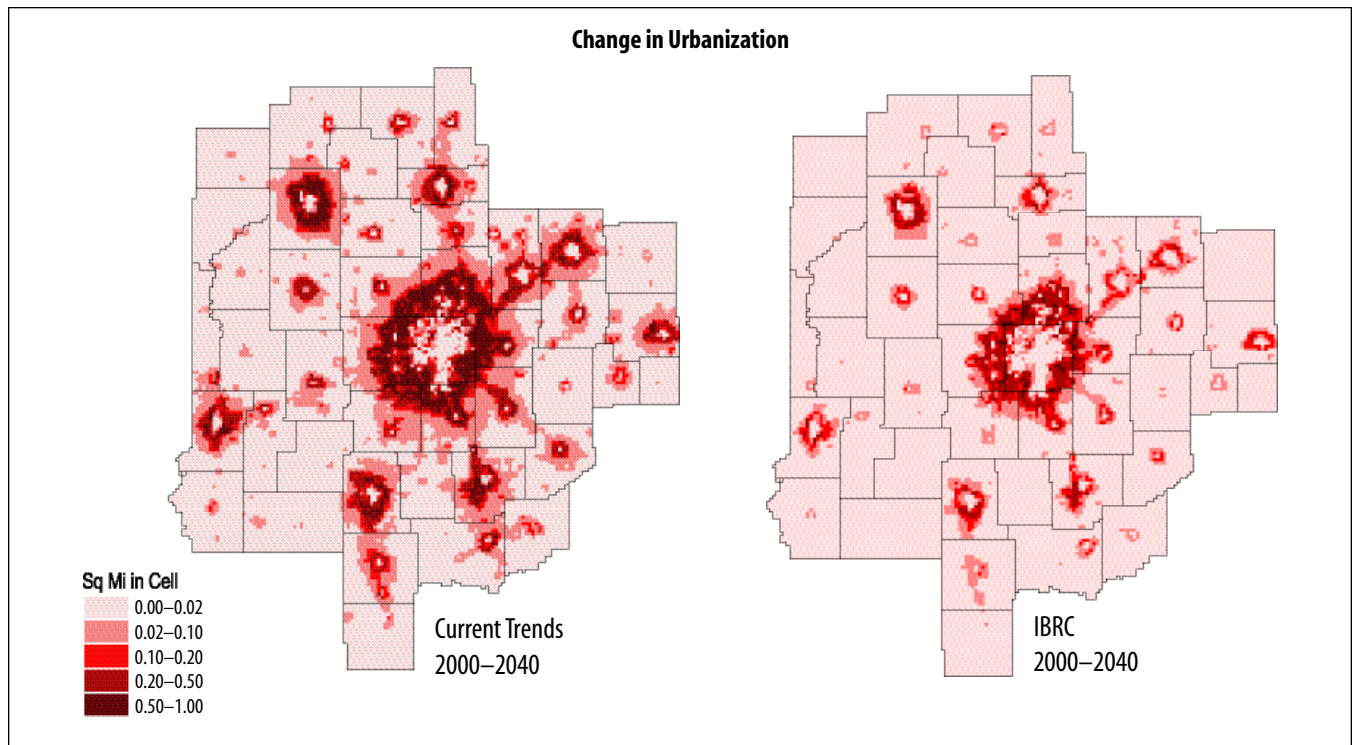 Change in Urbanization
Sq Mi in Cell
0.00–0.02
0.02–0.10
0.10–0.20
0.20–0.50
0.50–1.00
Current Trends
2000–2040
IBRC
2000–2040